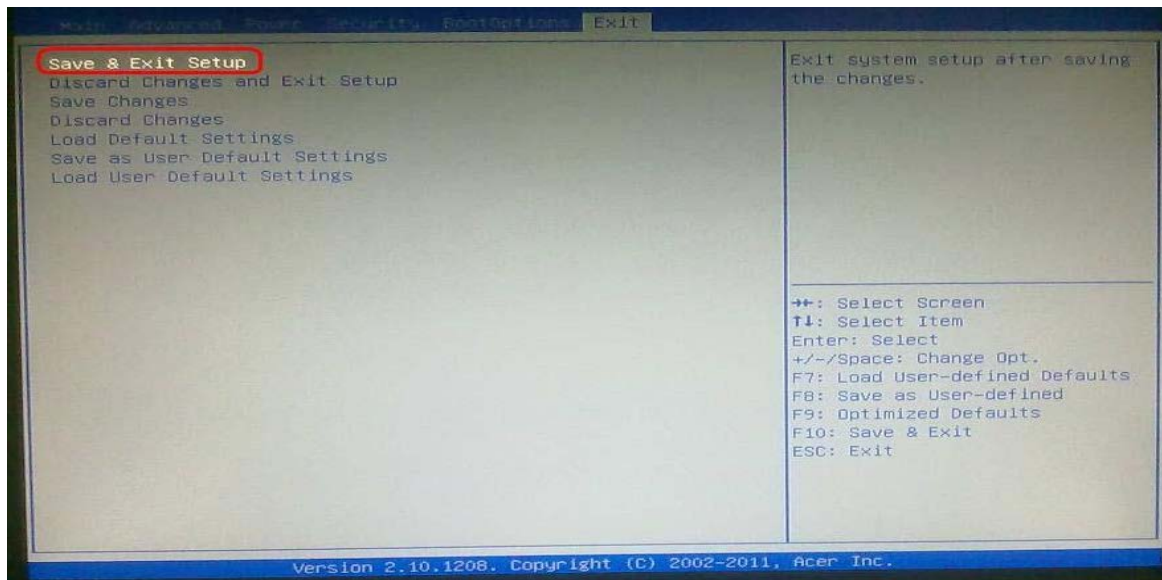 Main Advanced Power Security BootOptions Exit
Save & Exit Setup
Discard Changes and Exit Setup
Save Changes
Discard Changes
Load Default Settings
Save as User Default Settings
Load User Default Settings
Exit system setup after saving
the changes.
→←: Select Screen
↑↓: Select Item
Enter: Select
+/-/Space: Change Opt.
F7: Load User-defined Defaults
F8: Save as User-defined
F9: Optimized Defaults
F10: Save & Exit
ESC: Exit
Version 2.10.1208. Copyright (C) 2002-2011, Acer Inc.